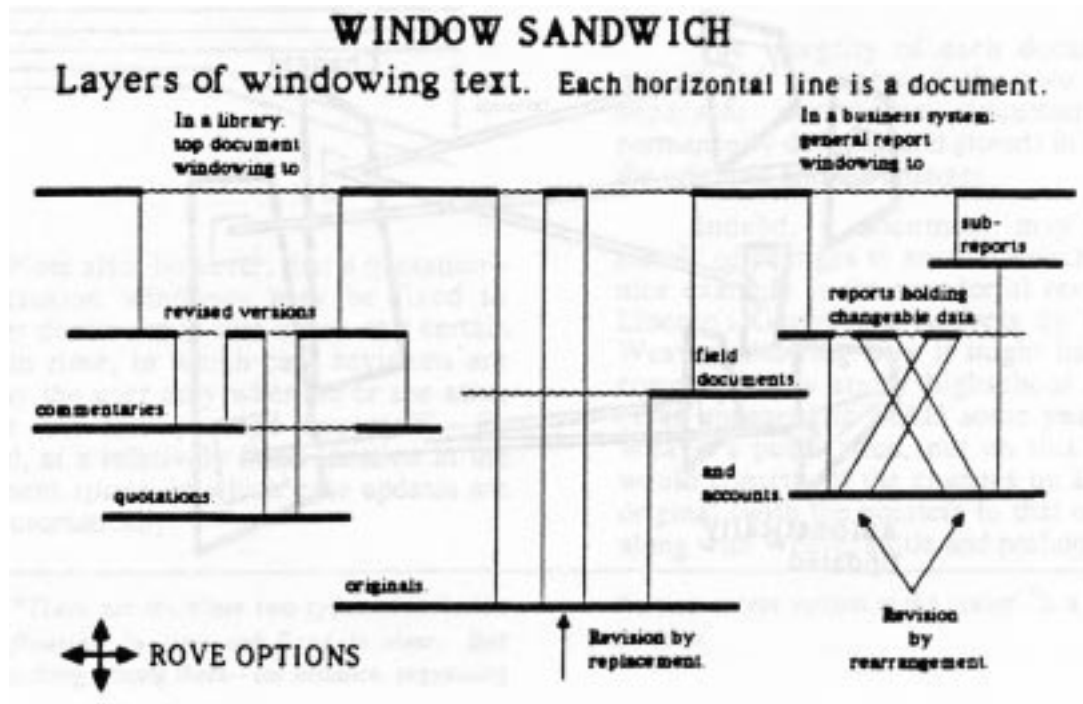 WINDOW SANDWICH
Layers of windowing text. Each horizontal line is a document.
In a library:
top document
windowing to
In a business system:
general report
windowing to
sub-
reports
revised versions
reports holding
changeable data.
field
documents.
commentaries.
and
accounts.
quotations.
originals.
ROVE OPTIONS
Revision by
replacement.
Revision
by
rearrangement.